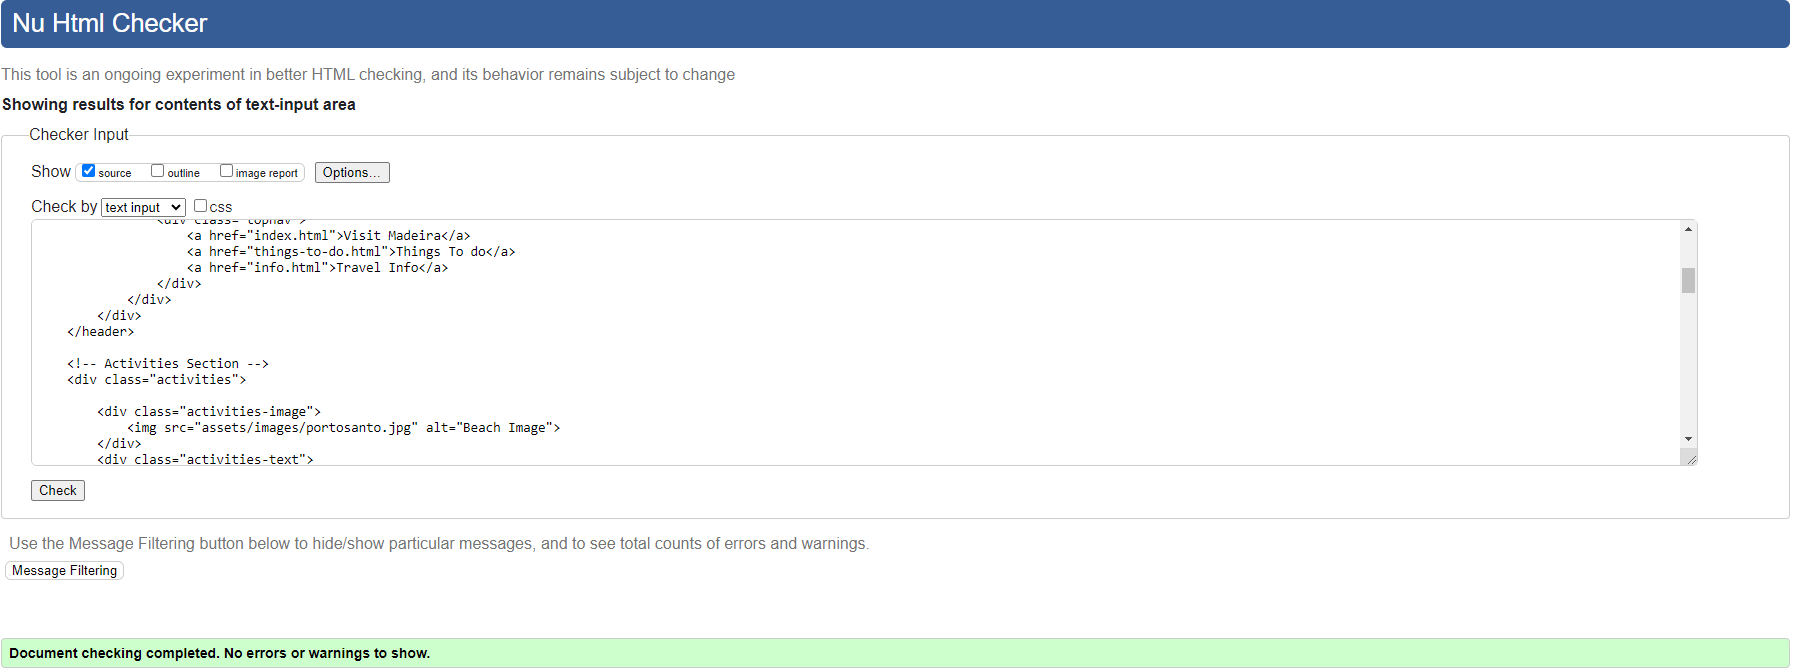 Nu Html Checker
This tool is an ongoing experiment in better HTML checking, and its behavior remains subject to change
Showing results for contents of text-input area
Checker Input
Show source outline image report Options...
Check by text input css
<div class="topnav">
<a href="index.html">Visit Madeira</a>
<a href="things-to-do.html">Things To do</a>
<a href="info.html">Travel Info</a>
</div>
</div>
</div>
</header>
<!-- Activities Section -->
<div class="activities">
<div class="activities-image">
<img src="assets/images/portosanto.jpg" alt="Beach Image">
</div>
<div class="activities-text">
Check
Use the Message Filtering button below to hide/show particular messages, and to see total counts of errors and warnings.
Message Filtering
Document checking completed. No errors or warnings to show.